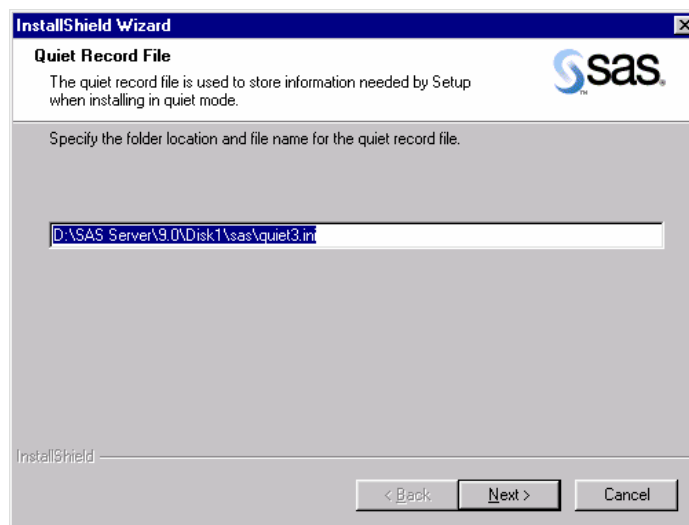 InstallShield Wizard
Quiet Record File
The quiet record file is used to store information needed by Setup
when installing in quiet mode.
sas.
TM
Specify the folder location and file name for the quiet record file.
D:\SAS Server\9.0\Disk1\sas\quiet3.ini
InstallShield
< Back
Next >
Cancel